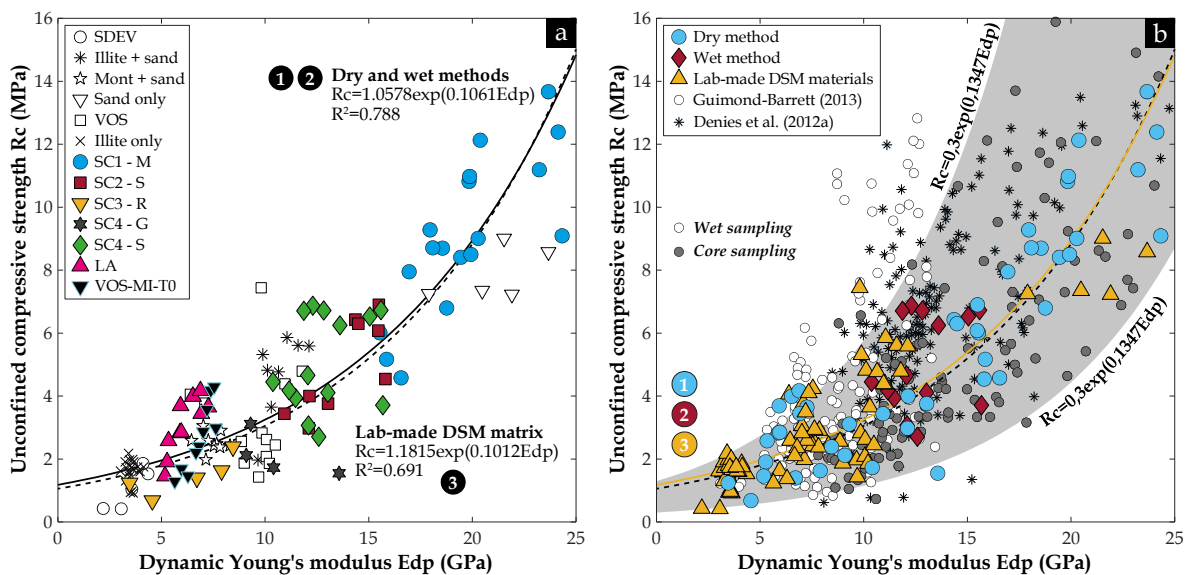 a
SDEV
Illite + sand
Mont + sand
Sand only
VOS
Illite only
SC1 - M
SC2 - S
SC3 - R
SC4 - G
SC4 - S
LA
VOS-MI-T0
1 2 Dry and wet methods
Rc=1.0578exp(0.1061Edp)
R²=0.788
Lab-made DSM matrix
Rc=1.1815exp(0.1012Edp)
R²=0.691
3
Unconfined compressive strength Rc (MPa)
16
14
12
10
8
6
4
2
0
0 5 10 15 20 25
Dynamic Young's modulus Edp (GPa)
b
Dry method
Wet method
Lab-made DSM materials
Guimond-Barrett (2013)
Denies et al. (2012a)
Rc=0,3exp(0,1347Edp)
Wet sampling
Core sampling
Rc=0,3exp(0,1347Edp)
1
2
3
Unconfined compressive strength Rc (MPa)
16
14
12
10
8
6
4
2
0
0 5 10 15 20 25
Dynamic Young's modulus Edp (GPa)